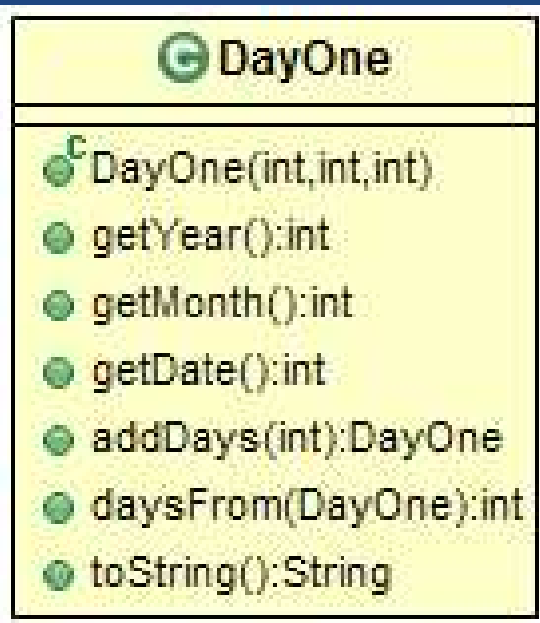 DayOne
DayOne(int,int,int)
getYear():int
getMonth():int
getDate():int
addDays(int):DayOne
daysFrom(DayOne):int
toString():String